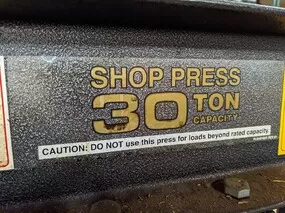 SHOP PRESS
30 TON
CAPACITY
CAUTION: DO NOT use this press for loads beyond rated capacity